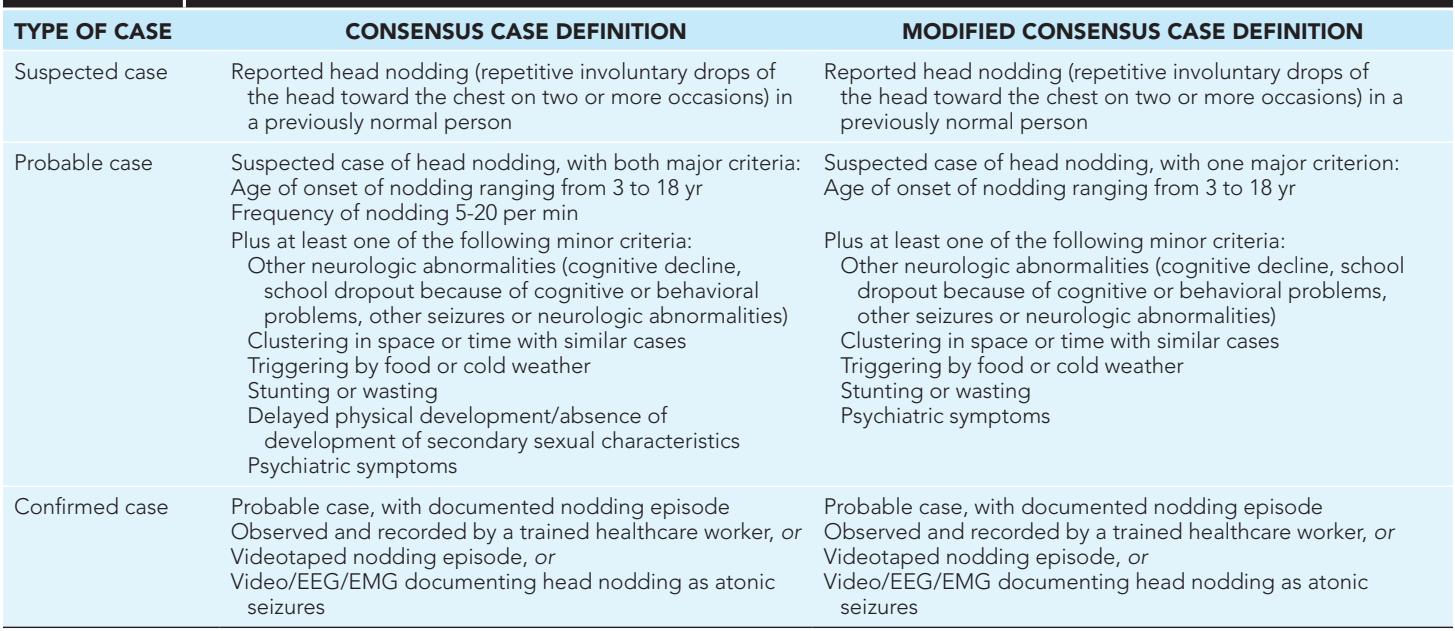 TYPE OF CASE
CONSENSUS CASE DEFINITION
MODIFIED CONSENSUS CASE DEFINITION
Suspected case
Reported head nodding (repetitive involuntary drops of
the head toward the chest on two or more occasions) in
a previously normal person
Reported head nodding (repetitive involuntary drops of
the head toward the chest on two or more occasions) in a
previously normal person
Probable case
Suspected case of head nodding, with both major criteria:
Age of onset of nodding ranging from 3 to 18 yr
Frequency of nodding 5-20 per min
Plus at least one of the following minor criteria:
Other neurologic abnormalities (cognitive decline,
school dropout because of cognitive or behavioral
problems, other seizures or neurologic abnormalities)
Clustering in space or time with similar cases
Triggering by food or cold weather
Stunting or wasting
Delayed physical development/absence of
development of secondary sexual characteristics
Psychiatric symptoms
Suspected case of head nodding, with one major criterion:
Age of onset of nodding ranging from 3 to 18 yr
Plus at least one of the following minor criteria:
Other neurologic abnormalities (cognitive decline, school
dropout because of cognitive or behavioral problems,
other seizures or neurologic abnormalities)
Clustering in space or time with similar cases
Triggering by food or cold weather
Stunting or wasting
Psychiatric symptoms
Confirmed case
Probable case, with documented nodding episode
Observed and recorded by a trained healthcare worker, or
Videotaped nodding episode, or
Video/EEG/EMG documenting head nodding as atonic
seizures
Probable case, with documented nodding episode
Observed and recorded by a trained healthcare worker, or
Videotaped nodding episode, or
Video/EEG/EMG documenting head nodding as atonic
seizures